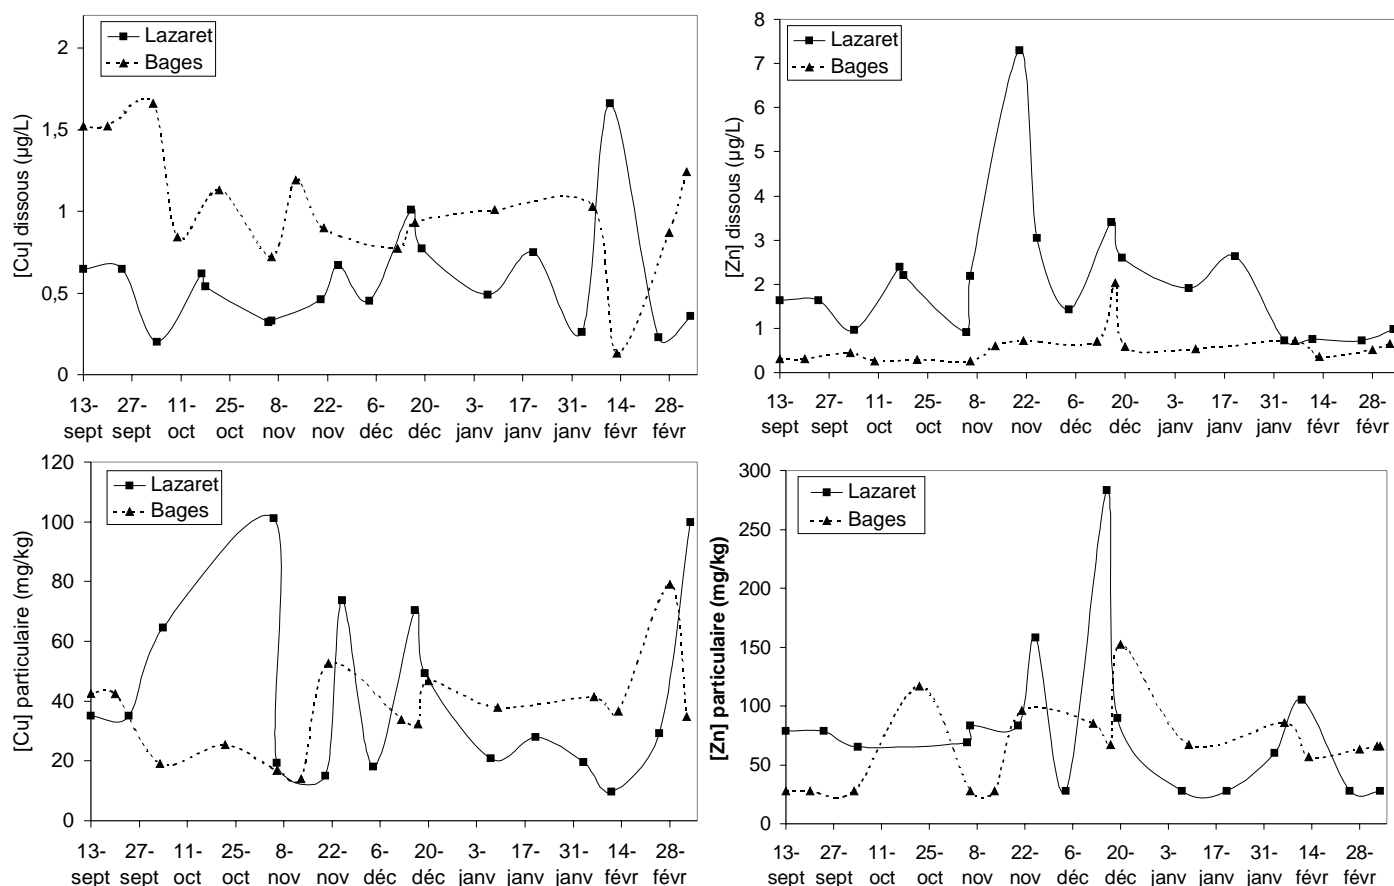 [Cu] dissous (µg/L)
Lazaret
Bages
2
1,5
1
0,5
0
13- 27- 11- 25- 8- 22- 6- 20- 3- 17- 31- 14- 28-
sept sept oct oct nov nov déc déc janv janv janv févr févr
[Zn] dissous (µg/L)
Lazaret
Bages
8
7
6
5
4
3
2
1
0
13- 27- 11- 25- 8- 22- 6- 20- 3- 17- 31- 14- 28-
sept sept oct oct nov nov déc déc janv janv janv févr févr
[Cu] particulaire (mg/kg)
Lazaret
Bages
120
100
80
60
40
20
0
13- 27- 11- 25- 8- 22- 6- 20- 3- 17- 31- 14- 28-
sept sept oct oct nov nov déc déc janv janv janv févr févr
[Zn] particulaire (mg/kg)
Lazaret
Bages
300
250
200
150
100
50
0
13- 27- 11- 25- 8- 22- 6- 20- 3- 17- 31- 14- 28-
sept sept oct oct nov nov déc déc janv janv janv févr févr